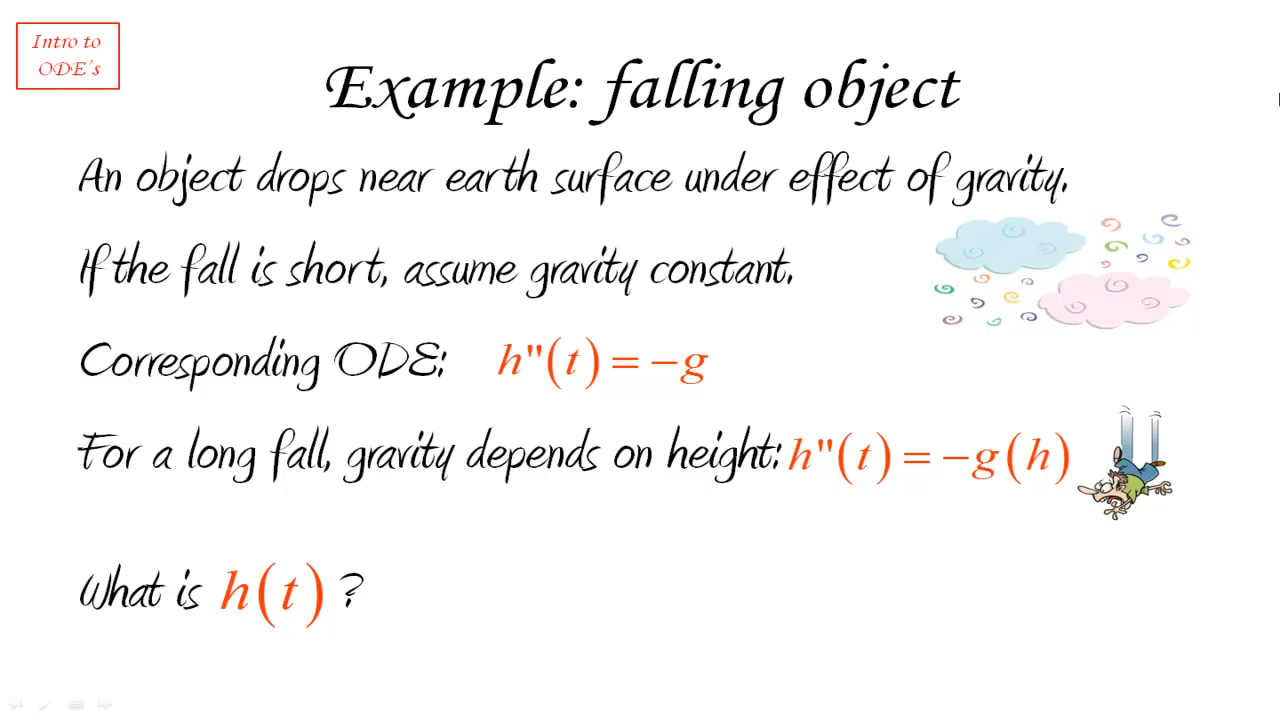 Intro to
ODE's
Example: falling object
An object drops near earth surface under effect of gravity.
If the fall is short, assume gravity constant.
Corresponding ODE: h"(t) = −g
For a long fall, gravity depends on height: h"(t) = −g(h)
What is h(t) ?